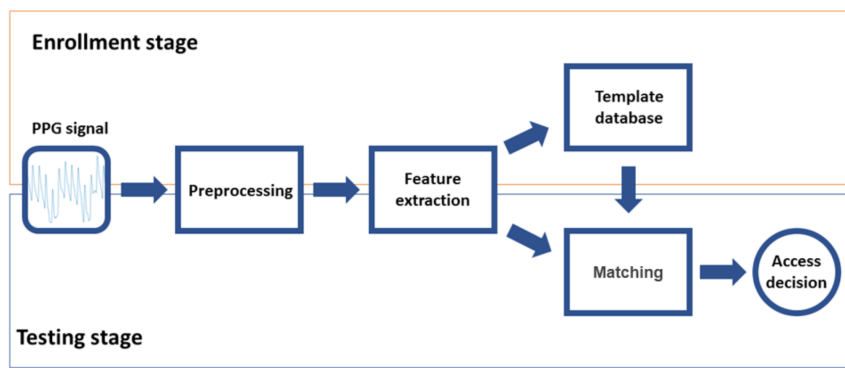 Enrollment stage
PPG signal
Preprocessing
Feature
extraction
Template
database
Matching
Access
decision
Testing stage